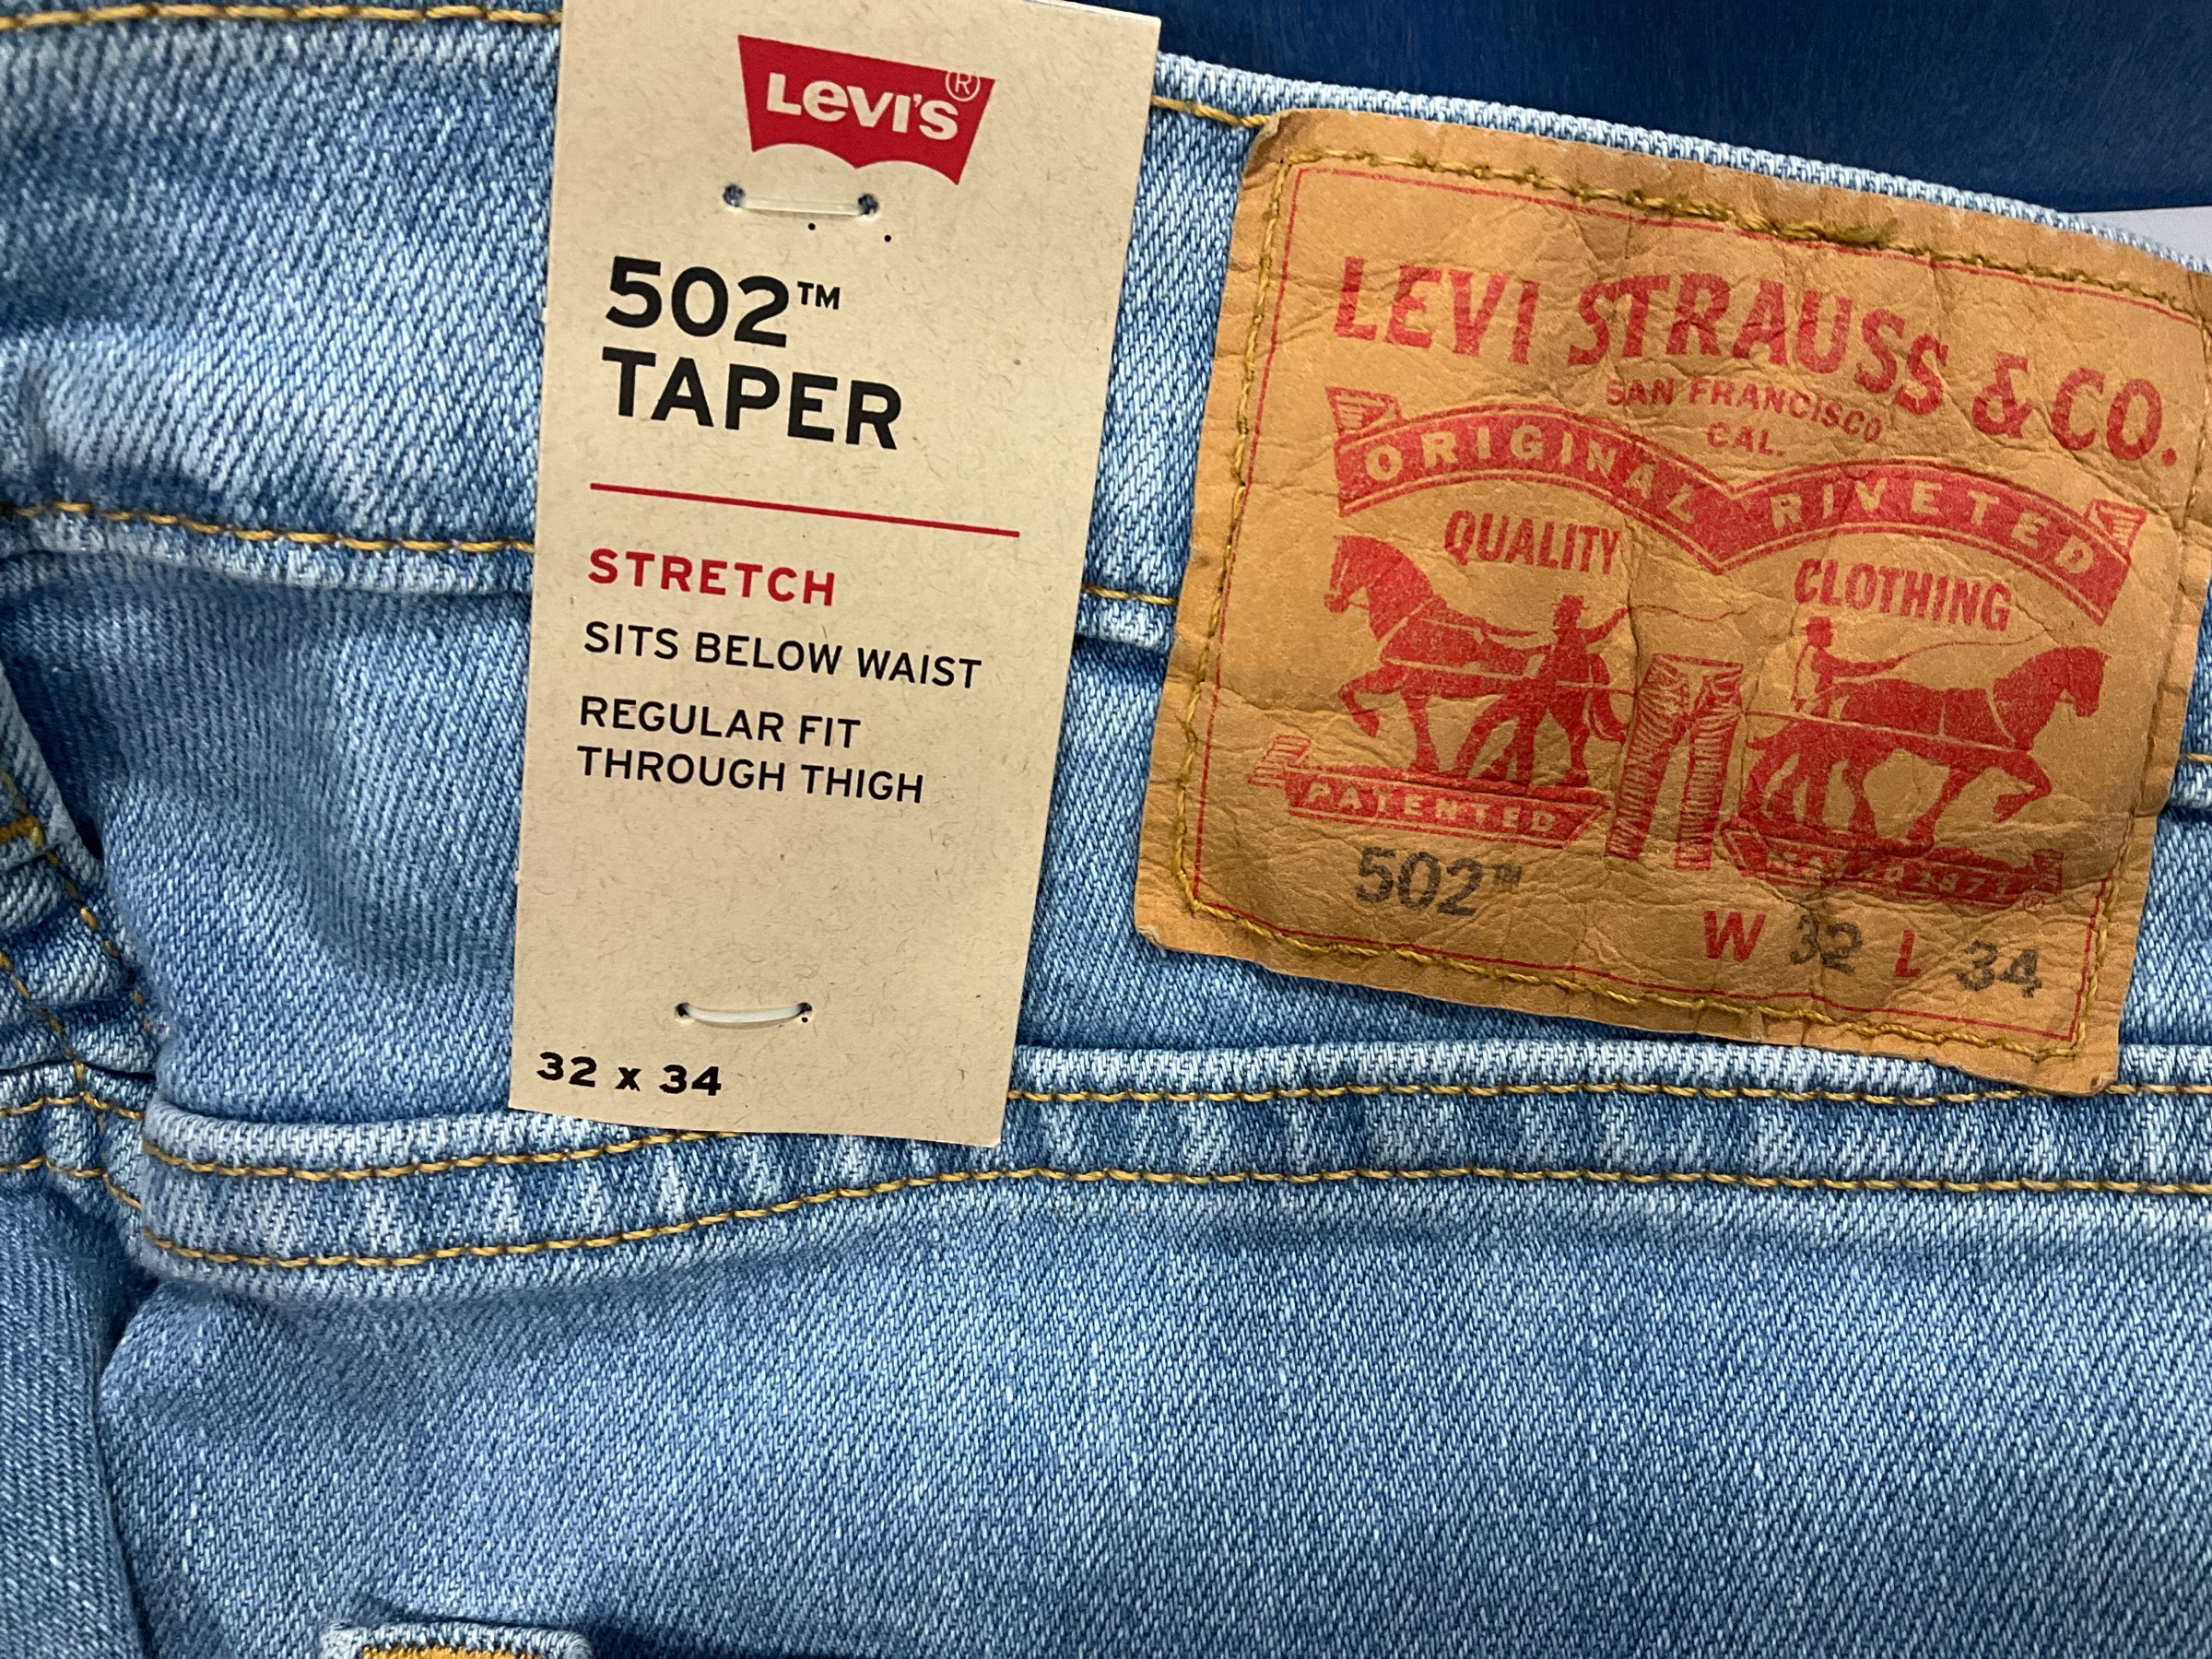 LEVI'S®
502™
TAPER
STRETCH
SITS BELOW WAIST
REGULAR FIT
THROUGH THIGH
32 x 34
LEVI STRAUSS & CO.
SAN FRANCISCO
CAL.
ORIGINAL RIVETED
QUALITY CLOTHING
PATENTED
502™
W 32 L 34